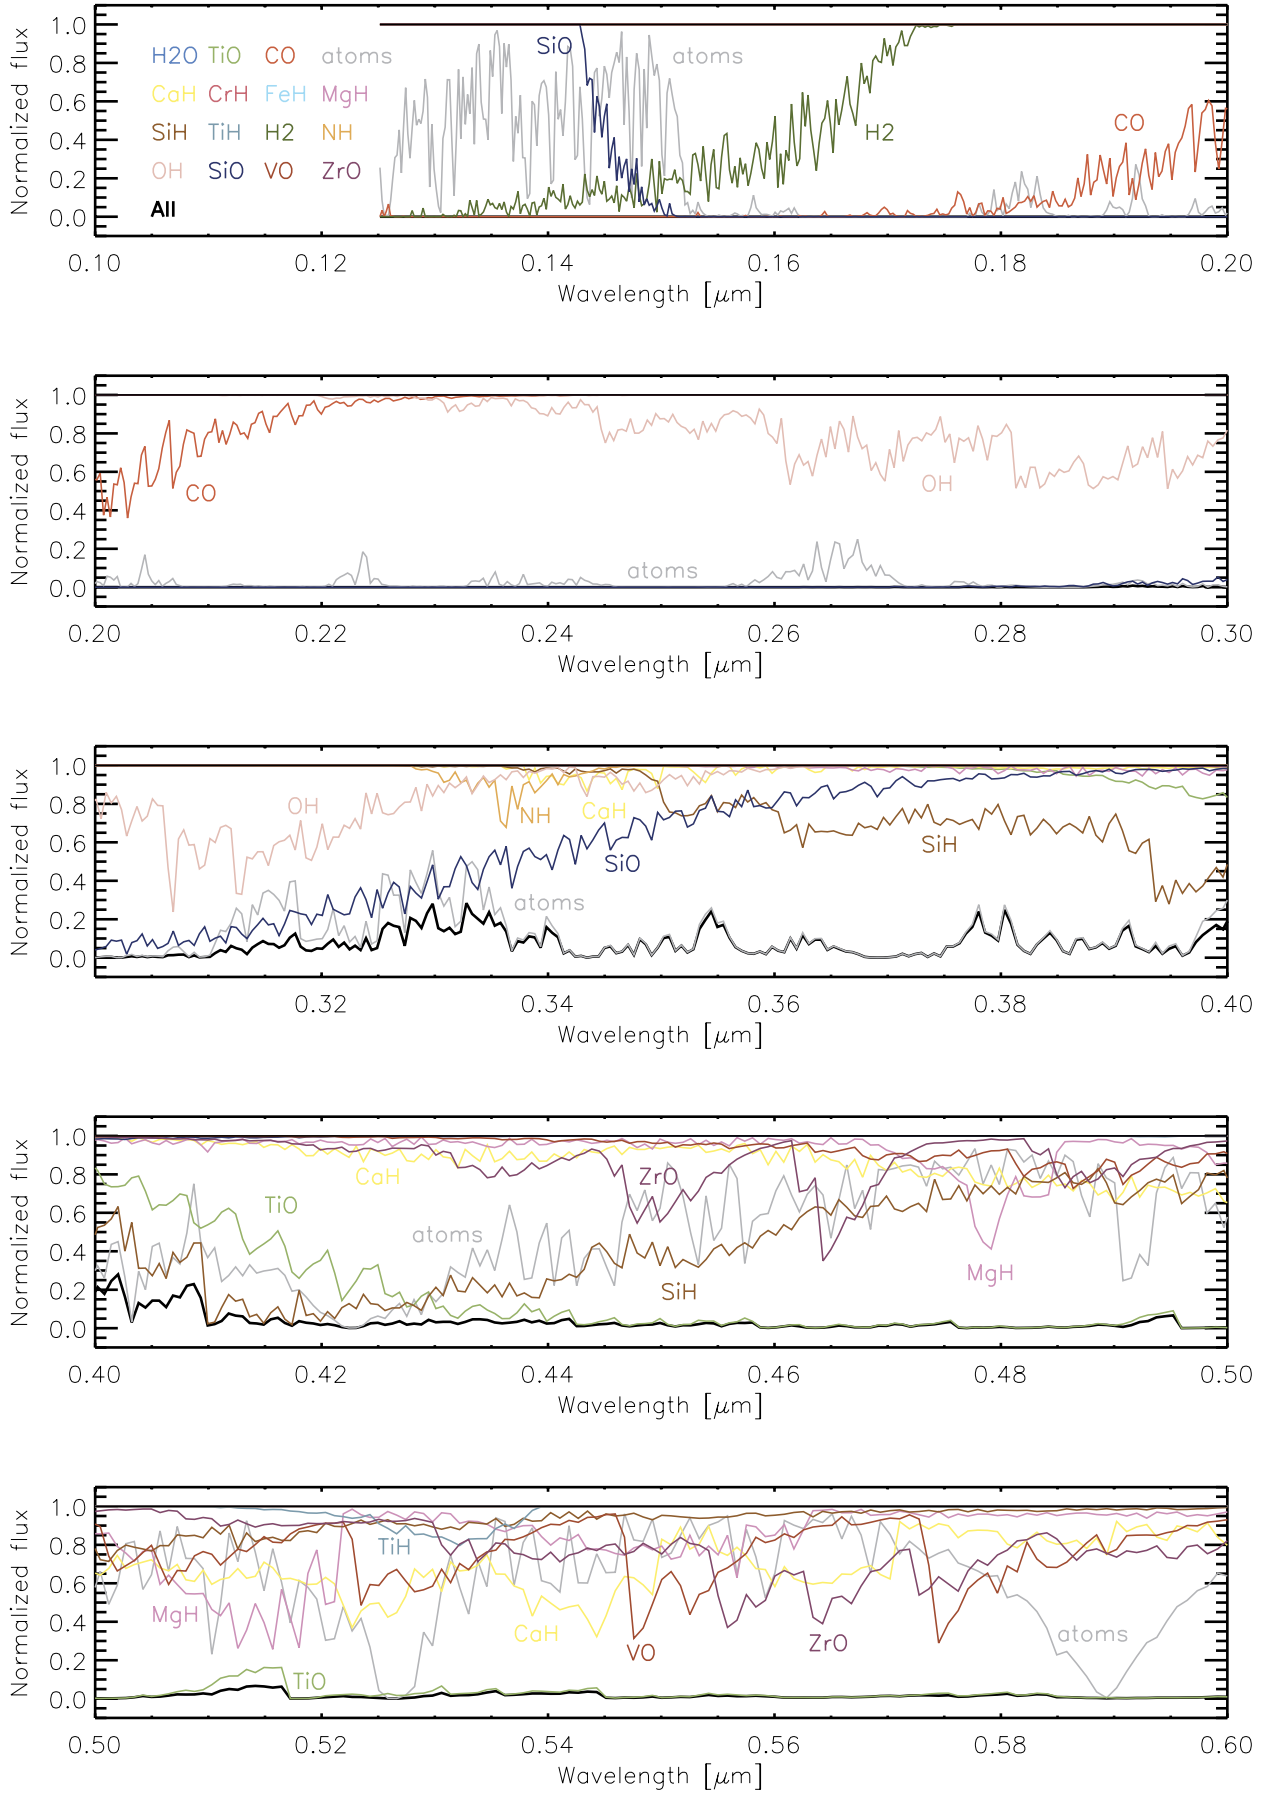 Normalized flux
1.0
0.8
0.6
0.4
0.2
0.0
H2O TiO CO atoms
CaH CrH FeH MgH
SiH TiH H2 NH
OH SiO VO ZrO
All
SiO
atoms
H2
CO
0.10 0.12 0.14 0.16 0.18 0.20
Wavelength [μm]
Normalized flux
1.0
0.8
0.6
0.4
0.2
0.0
CO
OH
atoms
0.20 0.22 0.24 0.26 0.28 0.30
Wavelength [μm]
Normalized flux
1.0
0.8
0.6
0.4
0.2
0.0
OH
NH
CaH
SiO
SiH
atoms
0.32 0.34 0.36 0.38 0.40
Wavelength [μm]
Normalized flux
1.0
0.8
0.6
0.4
0.2
0.0
CaH
ZrO
TiO
atoms
MgH
SiH
0.40 0.42 0.44 0.46 0.48 0.50
Wavelength [μm]
Normalized flux
1.0
0.8
0.6
0.4
0.2
0.0
TiH
MgH
CaH
VO
ZrO
atoms
TiO
0.50 0.52 0.54 0.56 0.58 0.60
Wavelength [μm]